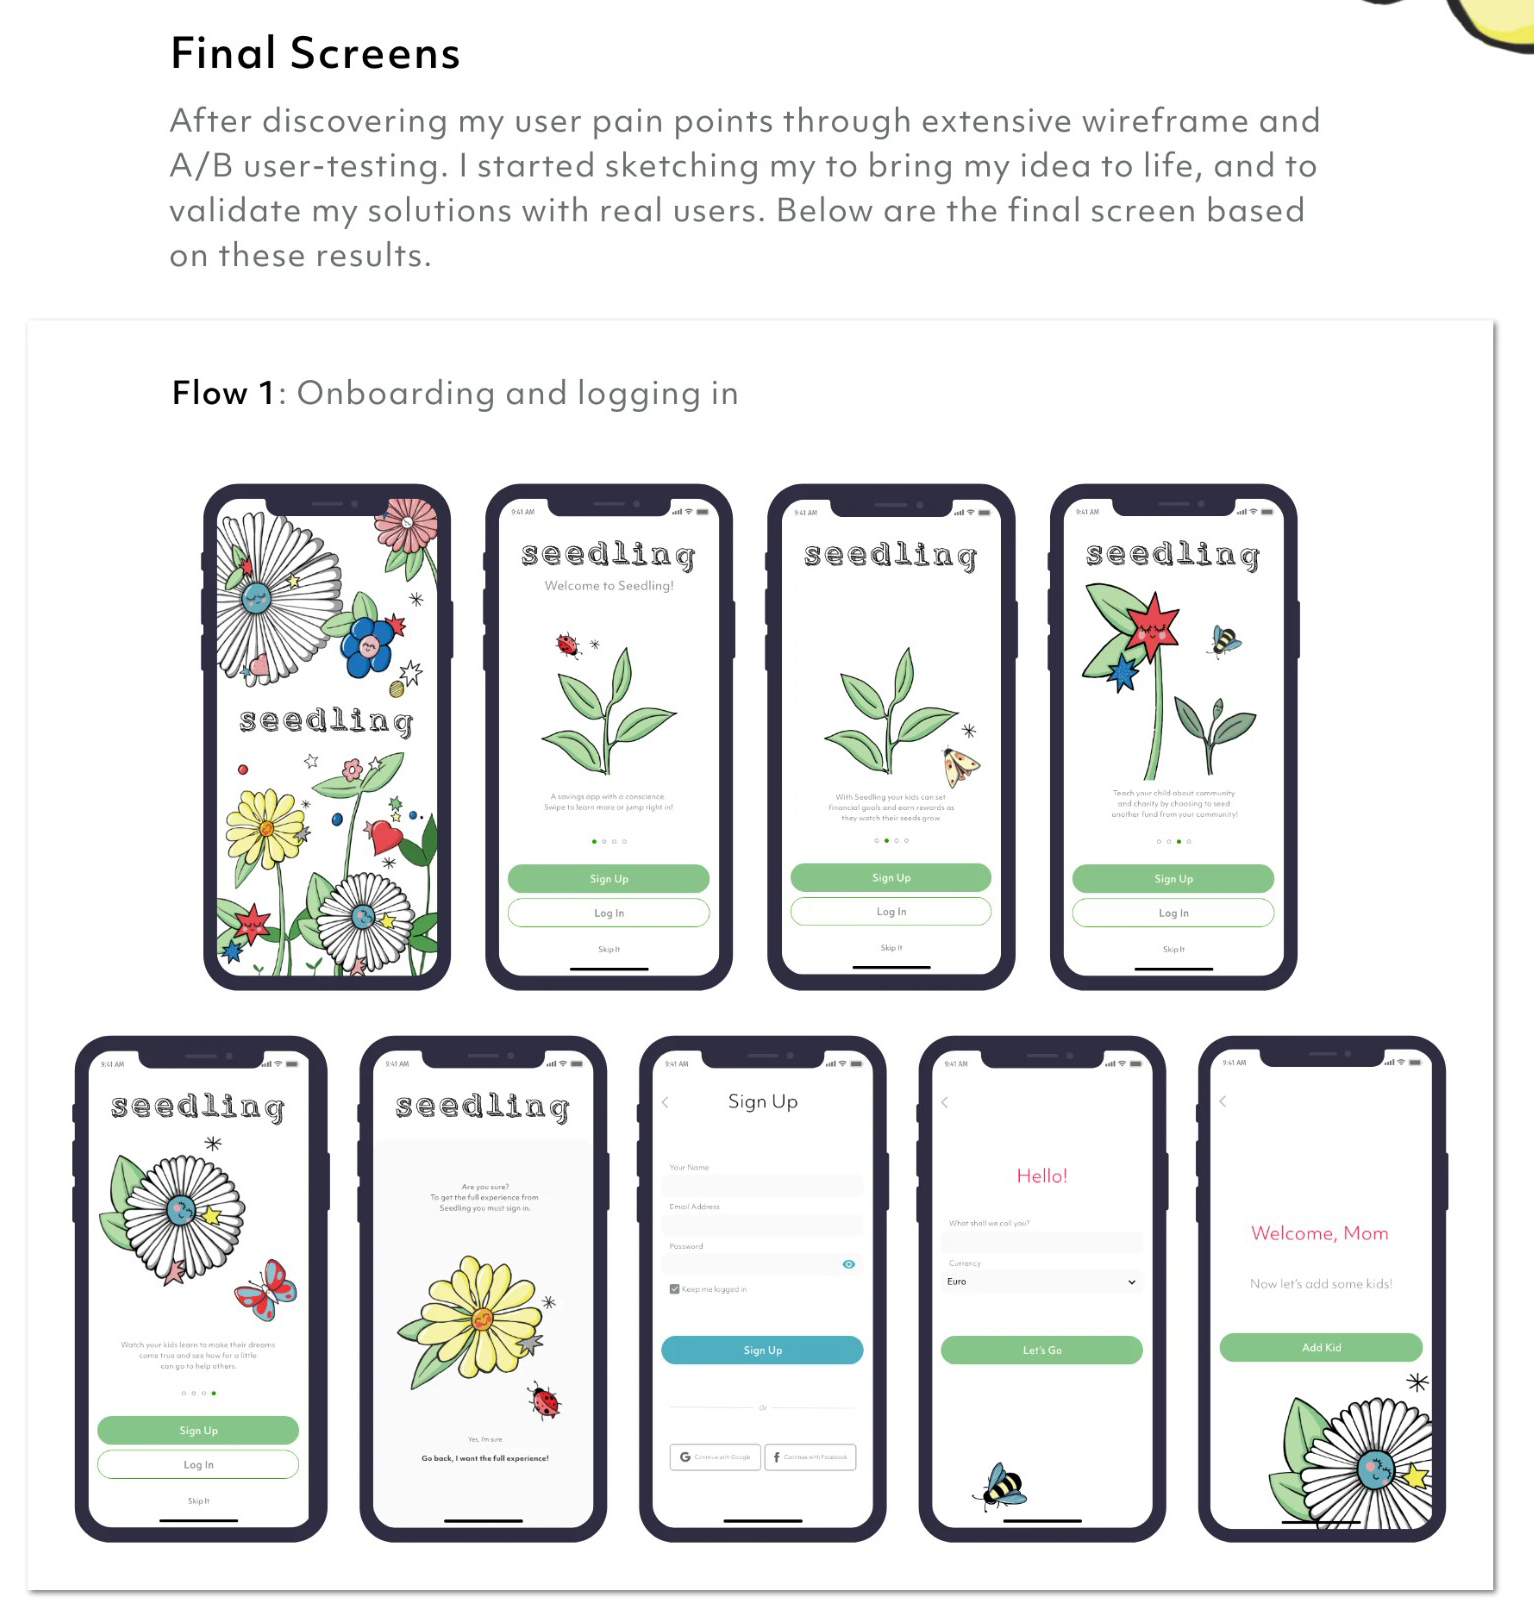 Final Screens
After discovering my user pain points through extensive wireframe and
A/B user-testing. I started sketching my to bring my idea to life, and to
validate my solutions with real users. Below are the final screen based
on these results.
Flow 1: Onboarding and logging in
seedling
9:41 AM
seedling
Welcome to Seedling!
A savings app with a conscience.
Swipe to learn more or jump right in!
Sign Up
Log In
Skip It
9:41 AM
seedling
With Seedling your kids can set
financial goals and earn rewards as
they watch their seeds grow.
Sign Up
Log In
Skip It
9:41 AM
seedling
Teach your child about community
and charity by choosing to seed
another fund from your community!
Sign Up
Log In
Skip It
9:41 AM
seedling
Watch your kids learn to make their dreams
come true and see how for a little
can go to help others.
Sign Up
Log In
Skip It
9:41 AM
seedling
Are you sure?
To get the full experience from
Seedling you must sign in.
Yes, I'm sure.
Go back, I want the full experience!
9:41 AM
Sign Up
Your Name
Email Address
Password
Keep me logged in
Sign Up
Or
Continue with Google
Continue with Facebook
9:41 AM
Hello!
What shall we call you?
Currency
Euro
Let's Go
9:41 AM
Welcome, Mom
Now let's add some kids!
Add Kid